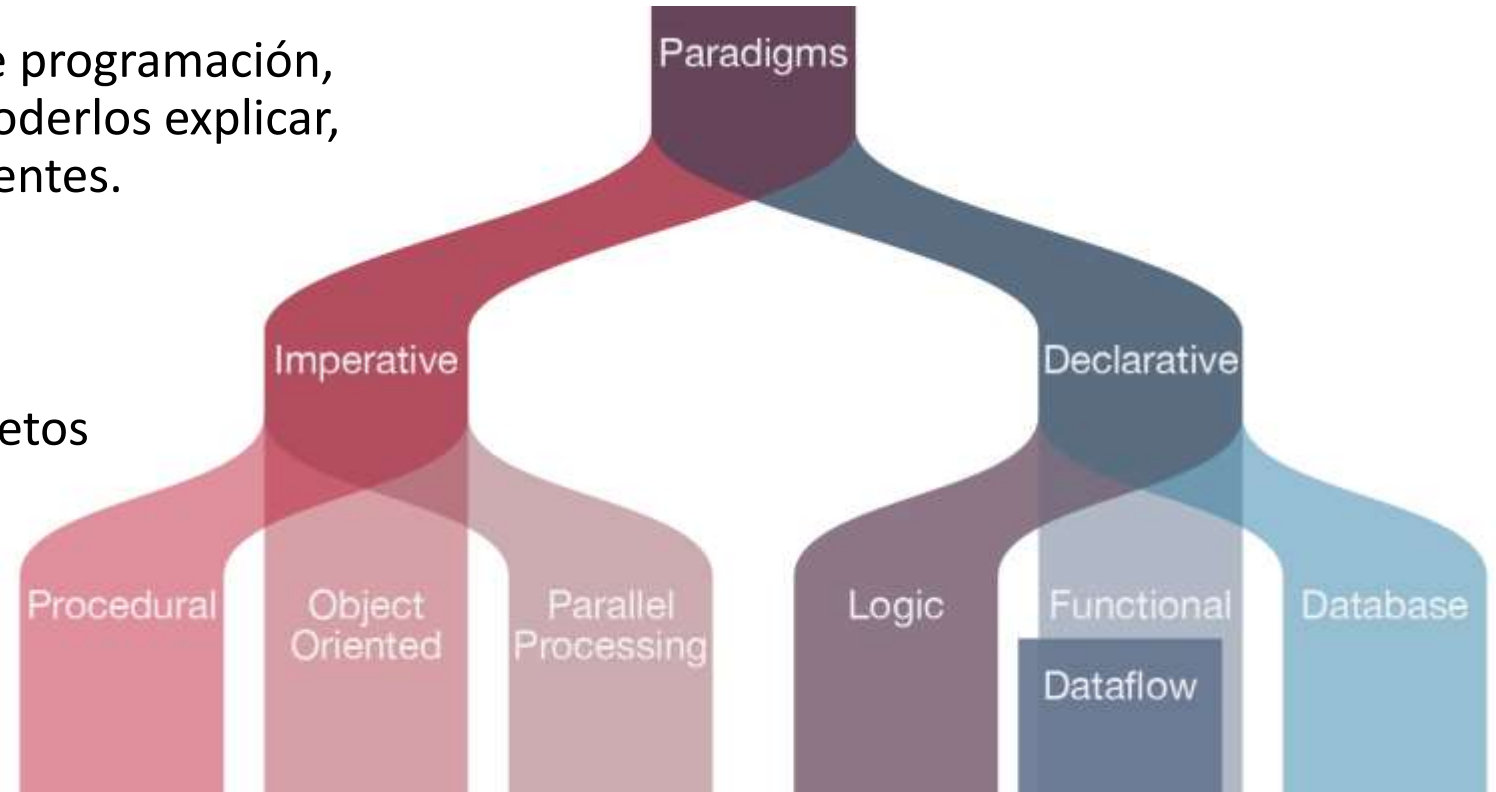 e programación,
oderlos explicar,
entes.
etos
Paradigms
Imperative
Declarative
Procedural
Object
Oriented
Parallel
Processing
Logic
Functional
Dataflow
Database